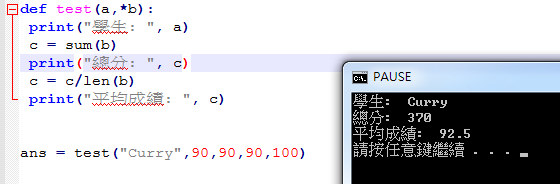 def test(a,*b):
print("學生: ", a)
c = sum(b)
print("總分: ", c)
c = c/len(b)
print("平均成績: ", c)
ans = test("Curry",90,90,90,100)
PAUSE
學生:  Curry
總分:  370
平均成績:  92.5
請按任意鍵繼續 . . .